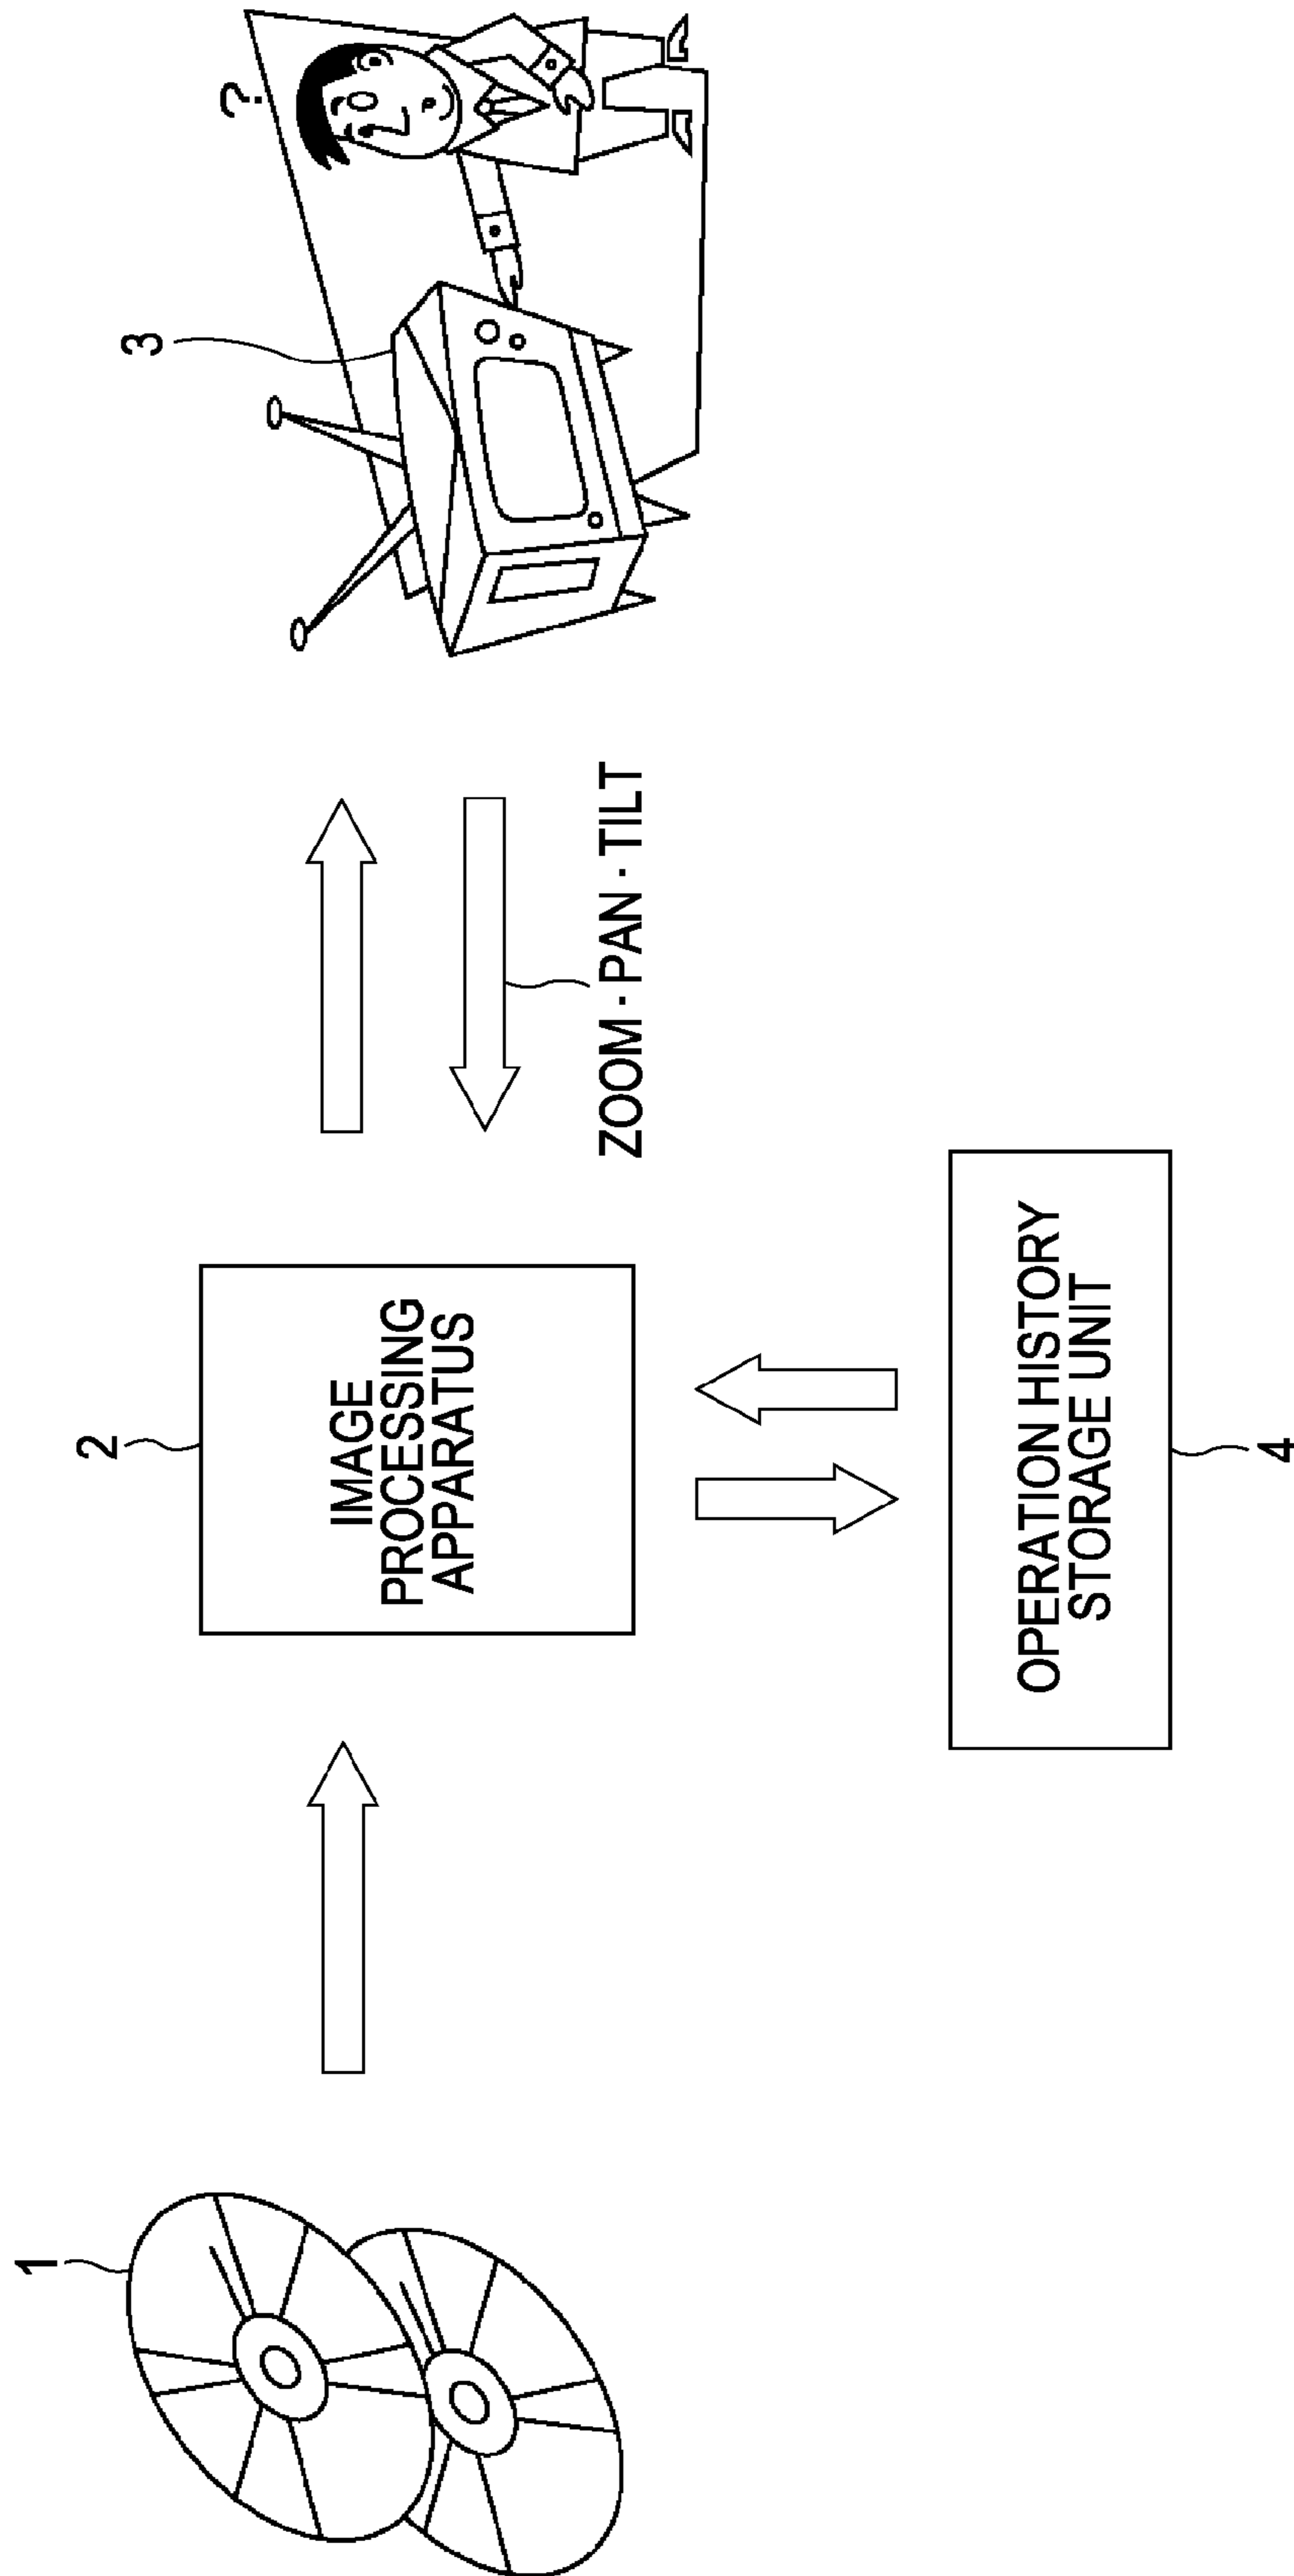 1
2
IMAGE
PROCESSING
APPARATUS
ZOOM · PAN · TILT
3
?
OPERATION HISTORY
STORAGE UNIT
4